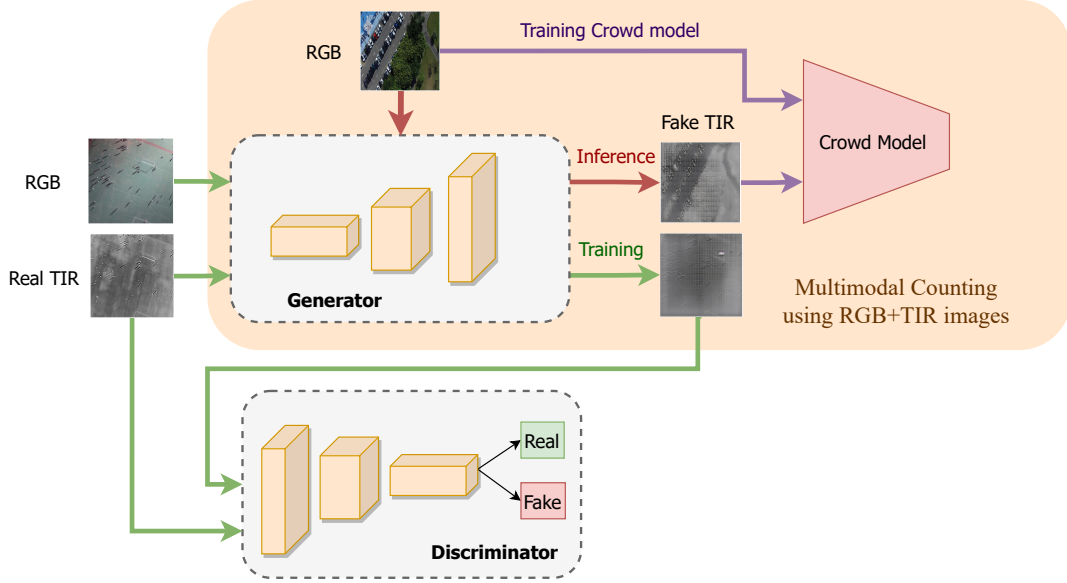 Training Crowd model
RGB
Fake TIR
Crowd Model
Inference
RGB
Training
Real TIR
Generator
Multimodal Counting
using RGB+TIR images
Real
Fake
Discriminator